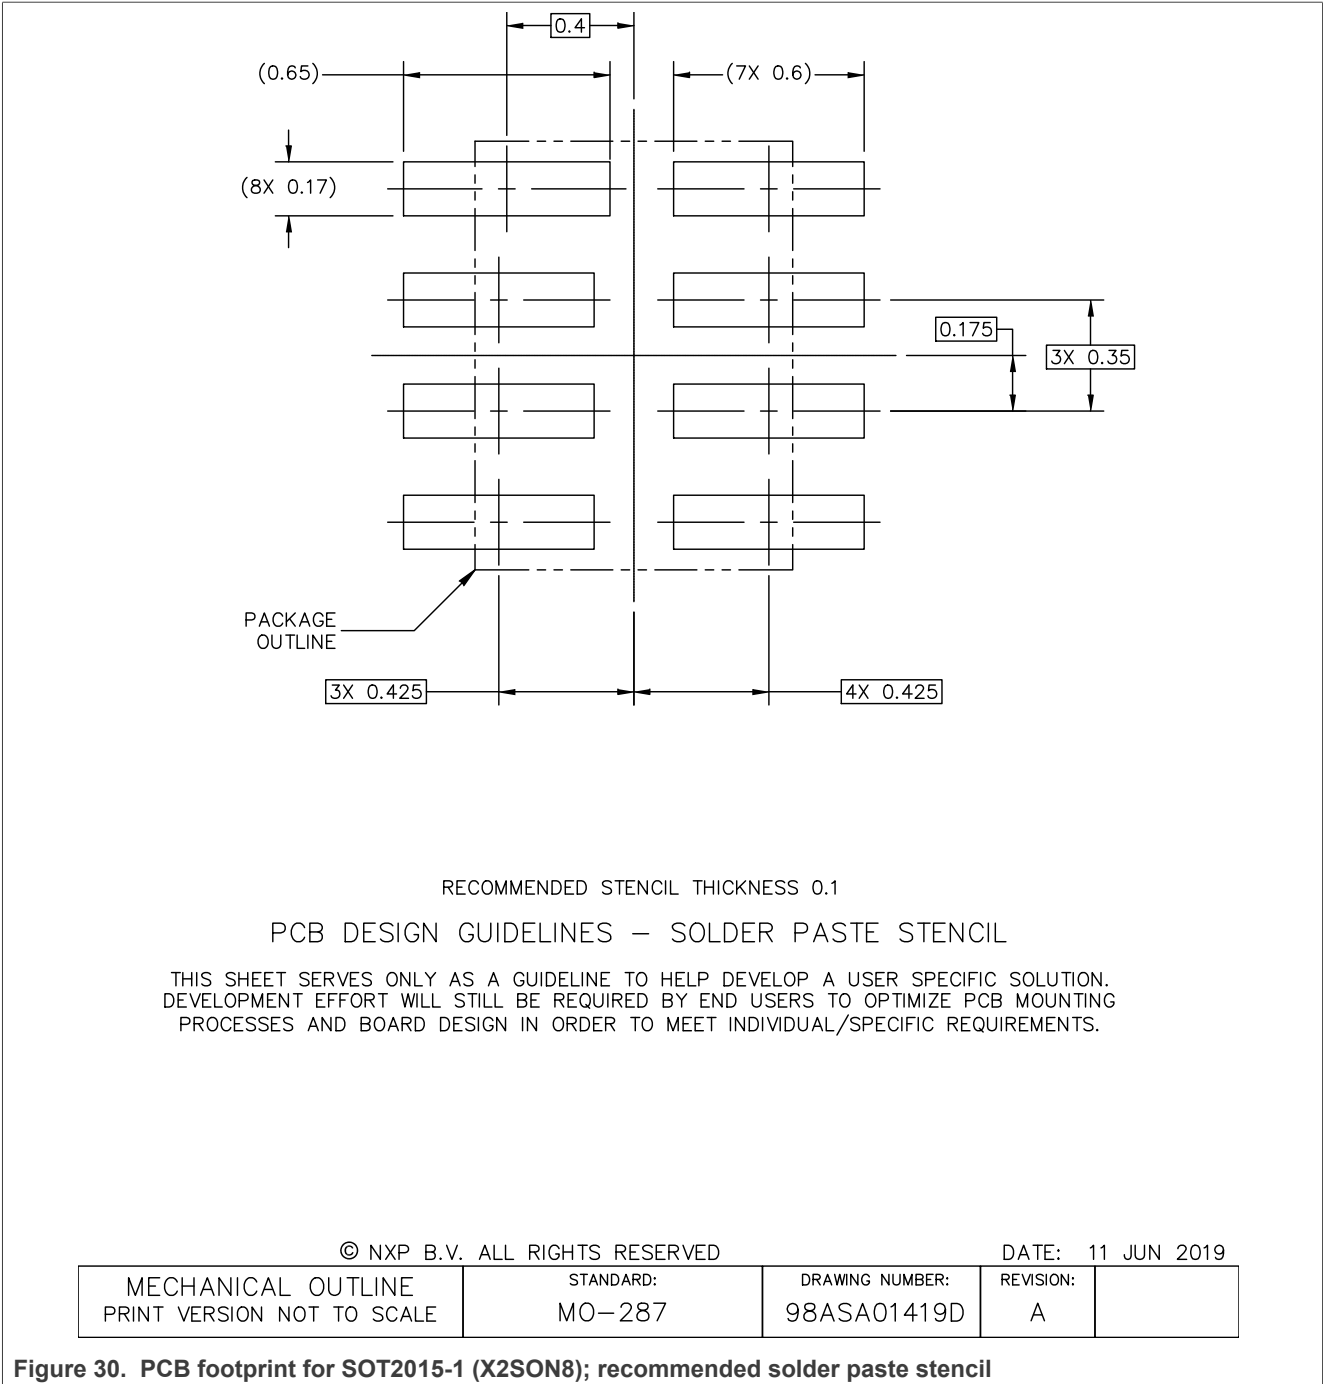 0.4
(0.65)
(7X 0.6)
(8X 0.17)
0.175
3X 0.35
PACKAGE
OUTLINE
3X 0.425
4X 0.425
RECOMMENDED STENCIL THICKNESS 0.1
PCB DESIGN GUIDELINES – SOLDER PASTE STENCIL
THIS SHEET SERVES ONLY AS A GUIDELINE TO HELP DEVELOP A USER SPECIFIC SOLUTION.
DEVELOPMENT EFFORT WILL STILL BE REQUIRED BY END USERS TO OPTIMIZE PCB MOUNTING
PROCESSES AND BOARD DESIGN IN ORDER TO MEET INDIVIDUAL/SPECIFIC REQUIREMENTS.
© NXP B.V. ALL RIGHTS RESERVED
DATE: 11 JUN 2019
MECHANICAL OUTLINE
PRINT VERSION NOT TO SCALE
STANDARD:
MO–287
DRAWING NUMBER:
98ASA01419D
REVISION:
A
Figure 30. PCB footprint for SOT2015-1 (X2SON8); recommended solder paste stencil